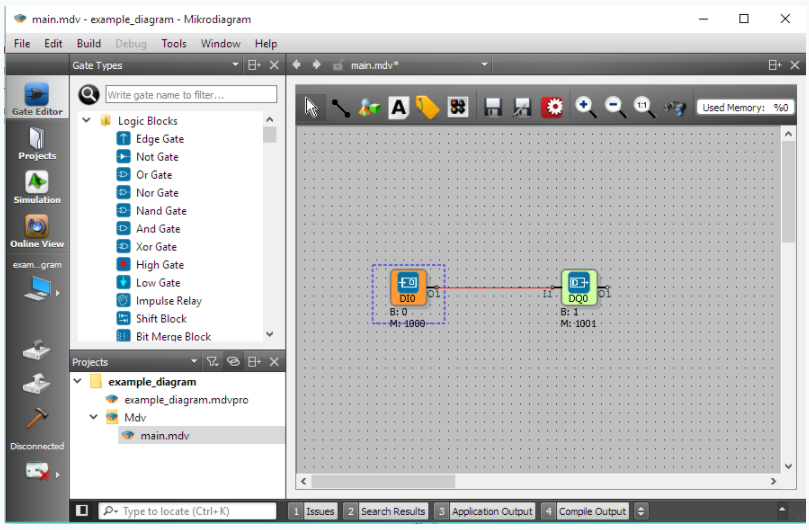 main.mdv - example_diagram - Mikrodiagram
File Edit Build Debug Tools Window Help
Gate Types
main.mdv*
Write gate name to filter...
1:1
Used Memory: %0
Gate Editor
Projects
Simulation
Online View
exam...gram
Disconnected
Logic Blocks
Edge Gate
Not Gate
Or Gate
Nor Gate
Nand Gate
And Gate
Xor Gate
High Gate
Low Gate
Impulse Relay
Shift Block
Bit Merge Block
A
DI0
O1
B: 0
M: 1000
I1
DQ0
O1
B: 1
M: 1001
Projects
example_diagram
example_diagram.mdvpro
Mdv
main.mdv
Type to locate (Ctrl+K)
1 Issues 2 Search Results 3 Application Output 4 Compile Output